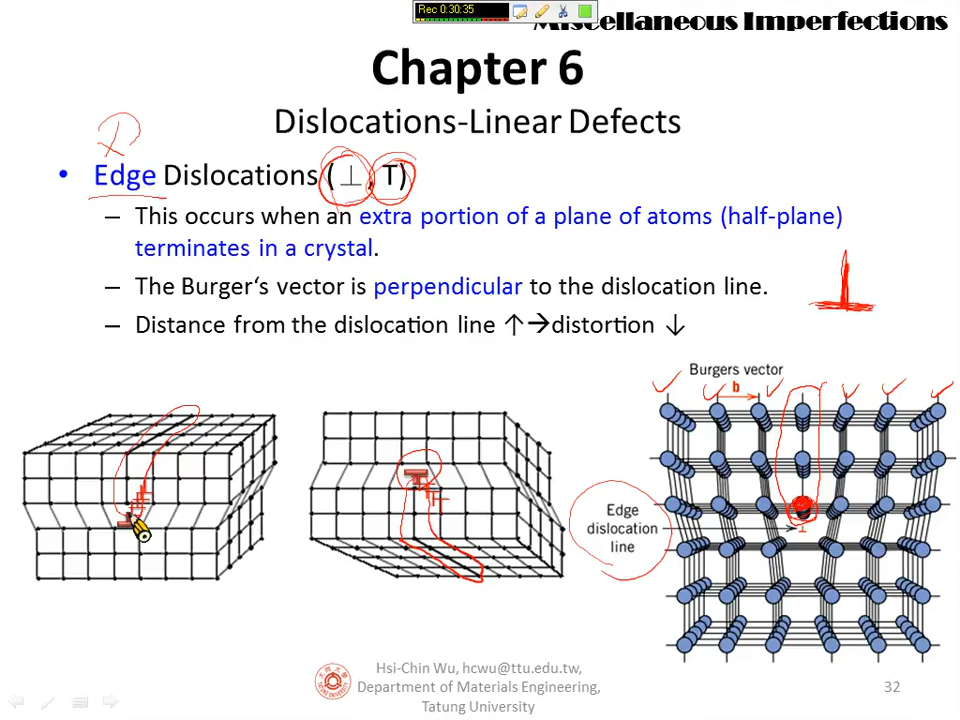 Rec 0:30:35
Miscellaneous Imperfections
Chapter 6
Dislocations-Linear Defects
• Edge Dislocations (⊥, T)
– This occurs when an extra portion of a plane of atoms (half-plane)
terminates in a crystal.
– The Burger‘s vector is perpendicular to the dislocation line.
– Distance from the dislocation line ↑→distortion ↓
Burgers vector
b
Edge
dislocation
line
Hsi-Chin Wu, hcwu@ttu.edu.tw,
Department of Materials Engineering,
Tatung University
32